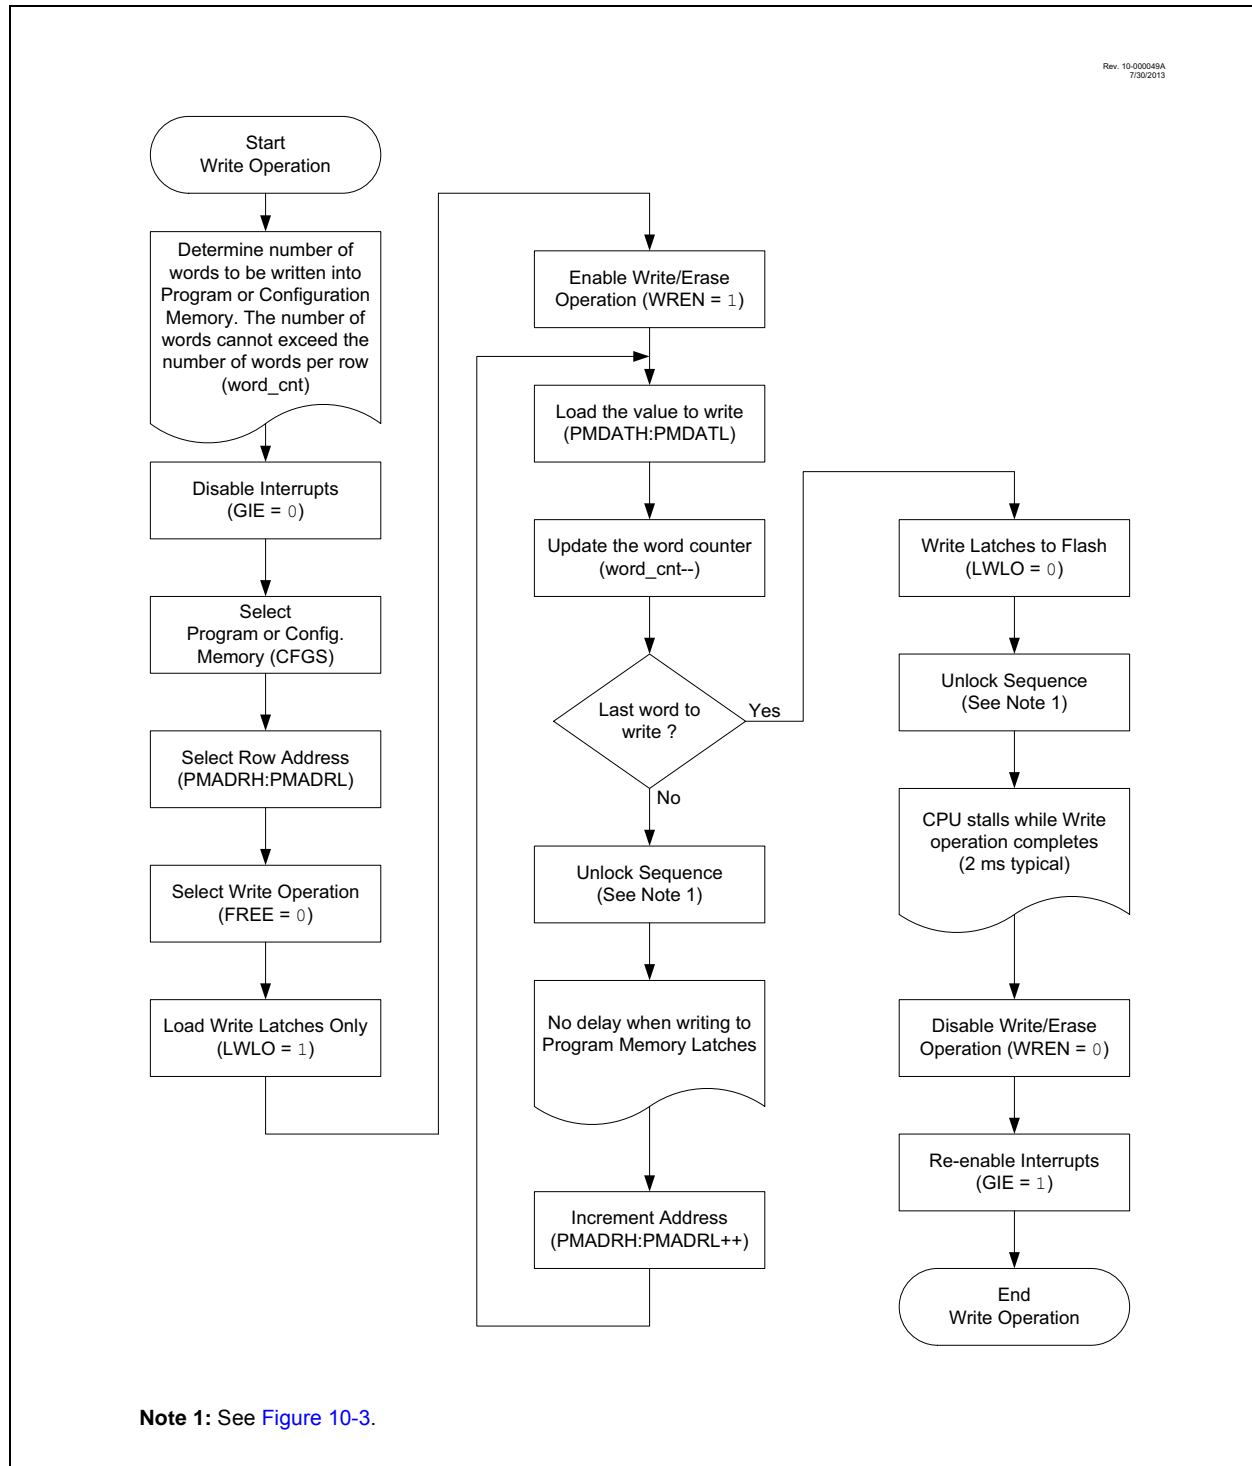 Rev. 10-000049A
7/30/2013
Start
Write Operation
Determine number of
words to be written into
Program or Configuration
Memory. The number of
words cannot exceed the
number of words per row
(word_cnt)
Disable Interrupts
(GIE = 0)
Select
Program or Config.
Memory (CFGS)
Select Row Address
(PMADRH:PMADRL)
Select Write Operation
(FREE = 0)
Load Write Latches Only
(LWLO = 1)
Enable Write/Erase
Operation (WREN = 1)
Load the value to write
(PMDATH:PMDATL)
Update the word counter
(word_cnt--)
Last word to
write ?
Yes
No
Unlock Sequence
(See Note 1)
No delay when writing to
Program Memory Latches
Increment Address
(PMADRH:PMADRL++)
Write Latches to Flash
(LWLO = 0)
Unlock Sequence
(See Note 1)
CPU stalls while Write
operation completes
(2 ms typical)
Disable Write/Erase
Operation (WREN = 0)
Re-enable Interrupts
(GIE = 1)
End
Write Operation
Note 1: See Figure 10-3.